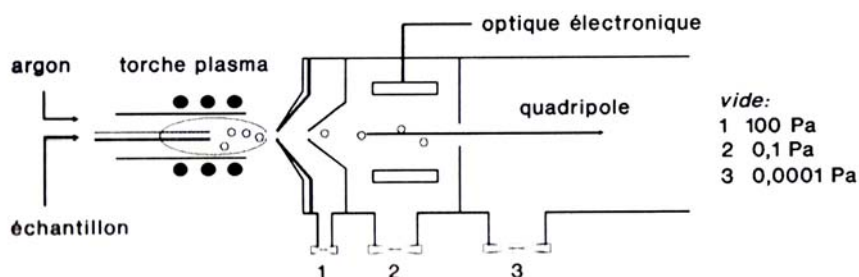 optique électronique
argon
torche plasma
quadripole
échantillon
vide:
1 100 Pa
2 0,1 Pa
3 0,0001 Pa
1
2
3